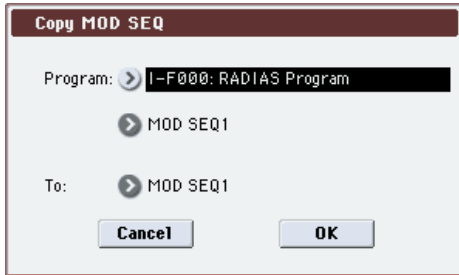 Copy MOD SEQ
Program: I-F000: RADIAS Program
MOD SEQ1
To: MOD SEQ1
Cancel OK